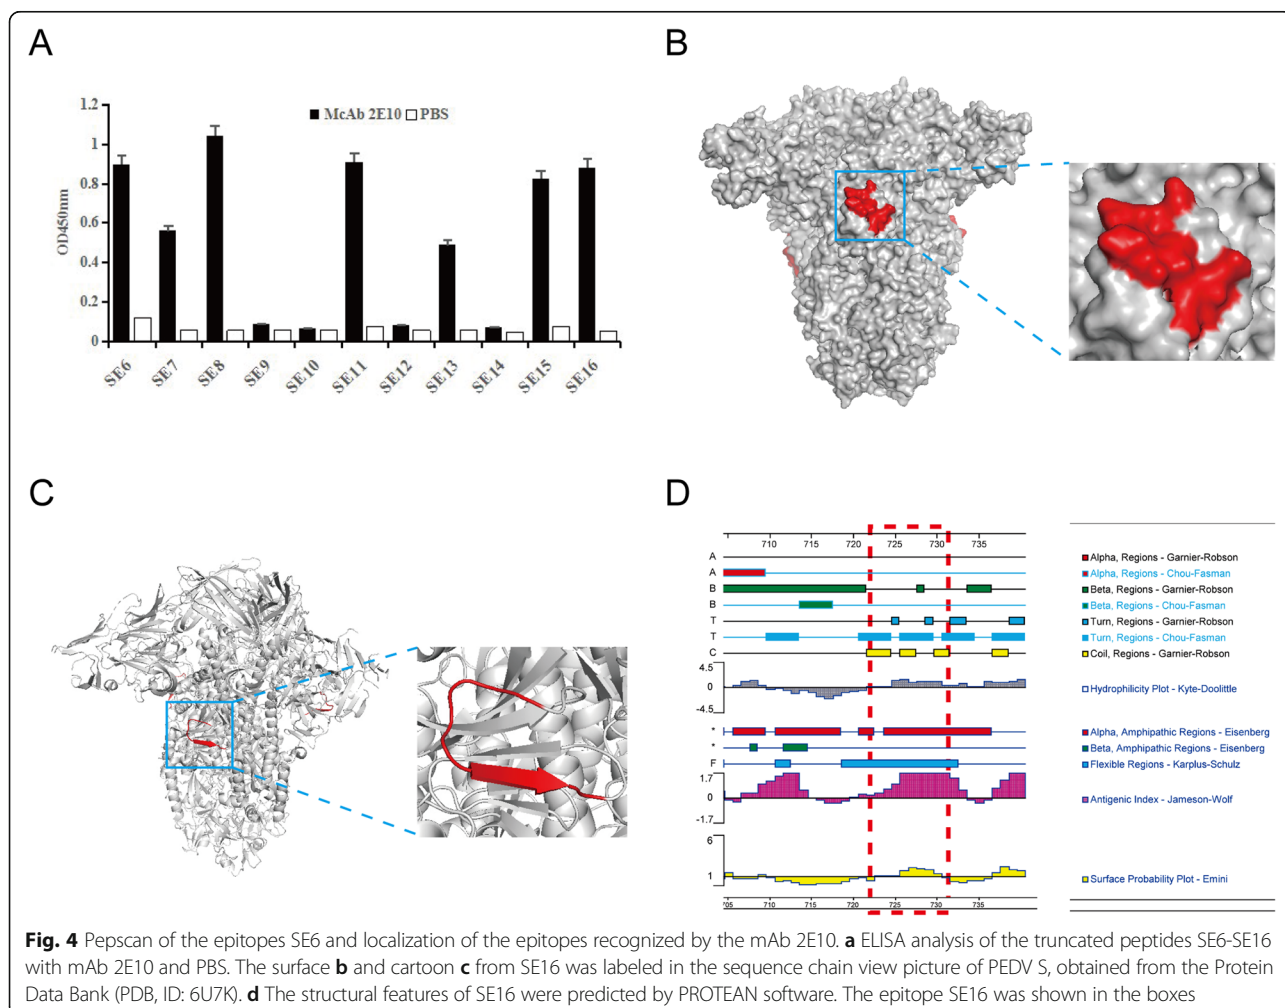 A
B
1.2
1
0.8
0.6
0.4
0.2
0
OD450nm
McAb 2E10 PBS
SE6 SE7 SE8 SE9 SE10 SE11 SE12 SE13 SE14 SE15 SE16
C
D
710 715 720 725 730 735
A
A
B
B
T
T
C
4.5
0
-4.5
*
*
F
1.7
0
-1.7
6
1
705 710 715 720 725 730 735
Alpha, Regions - Garnier-Robson
Alpha, Regions - Chou-Fasman
Beta, Regions - Garnier-Robson
Beta, Regions - Chou-Fasman
Turn, Regions - Garnier-Robson
Turn, Regions - Chou-Fasman
Coil, Regions - Garnier-Robson
Hydrophilicity Plot - Kyte-Doolittle
Alpha, Amphipathic Regions - Eisenberg
Beta, Amphipathic Regions - Eisenberg
Flexible Regions - Karplus-Schulz
Antigenic Index - Jameson-Wolf
Surface Probability Plot - Emini
Fig. 4 Pepscan of the epitopes SE6 and localization of the epitopes recognized by the mAb 2E10. a ELISA analysis of the truncated peptides SE6-SE16
with mAb 2E10 and PBS. The surface b and cartoon c from SE16 was labeled in the sequence chain view picture of PEDV S, obtained from the Protein
Data Bank (PDB, ID: 6U7K). d The structural features of SE16 were predicted by PROTEAN software. The epitope SE16 was shown in the boxes